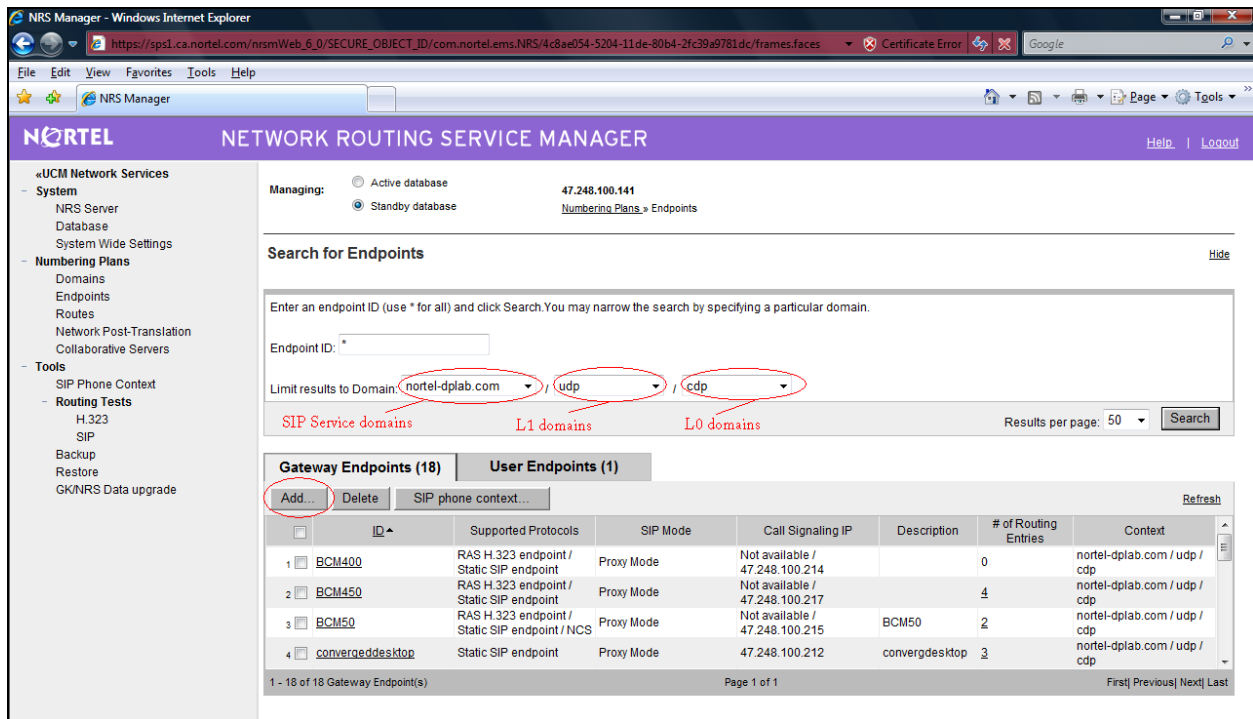 NRS Manager - Windows Internet Explorer
https://sps1.ca.nortel.com/nrsmWeb_6_0/SECURE_OBJECT_ID/com.nortel.ems.NRS/4c8ae054-5204-11de-80b4-2fc39a9781dc/frames.faces
Certificate Error
Google
File Edit View Favorites Tools Help
NRS Manager
Page
Tools
NORTEL
NETWORK ROUTING SERVICE MANAGER
Help | Logout
«UCM Network Services
- System
NRS Server
Database
System Wide Settings
- Numbering Plans
Domains
Endpoints
Routes
Network Post-Translation
Collaborative Servers
- Tools
SIP Phone Context
- Routing Tests
H.323
SIP
Backup
Restore
GK/NRS Data upgrade
Managing:
Active database
Standby database
47.248.100.141
Numbering Plans » Endpoints
Search for Endpoints
Hide
Enter an endpoint ID (use * for all) and click Search.You may narrow the search by specifying a particular domain.
Endpoint ID: *
Limit results to Domain: nortel-dplab.com / udp / cdp
SIP Service domains
L1 domains
L0 domains
Results per page: 50
Search
Gateway Endpoints (18)
User Endpoints (1)
Add...
Delete
SIP phone context...
Refresh
ID
Supported Protocols
SIP Mode
Call Signaling IP
Description
# of Routing Entries
Context
1 BCM400 RAS H.323 endpoint / Static SIP endpoint Proxy Mode Not available / 47.248.100.214 0 nortel-dplab.com / udp / cdp
2 BCM450 RAS H.323 endpoint / Static SIP endpoint Proxy Mode Not available / 47.248.100.217 4 nortel-dplab.com / udp / cdp
3 BCM50 RAS H.323 endpoint / Static SIP endpoint / NCS Proxy Mode Not available / 47.248.100.215 BCM50 2 nortel-dplab.com / udp / cdp
4 convergeddesktop Static SIP endpoint Proxy Mode 47.248.100.212 convergdesktop 3 nortel-dplab.com / udp / cdp
1 - 18 of 18 Gateway Endpoint(s)
Page 1 of 1
First| Previous| Next| Last